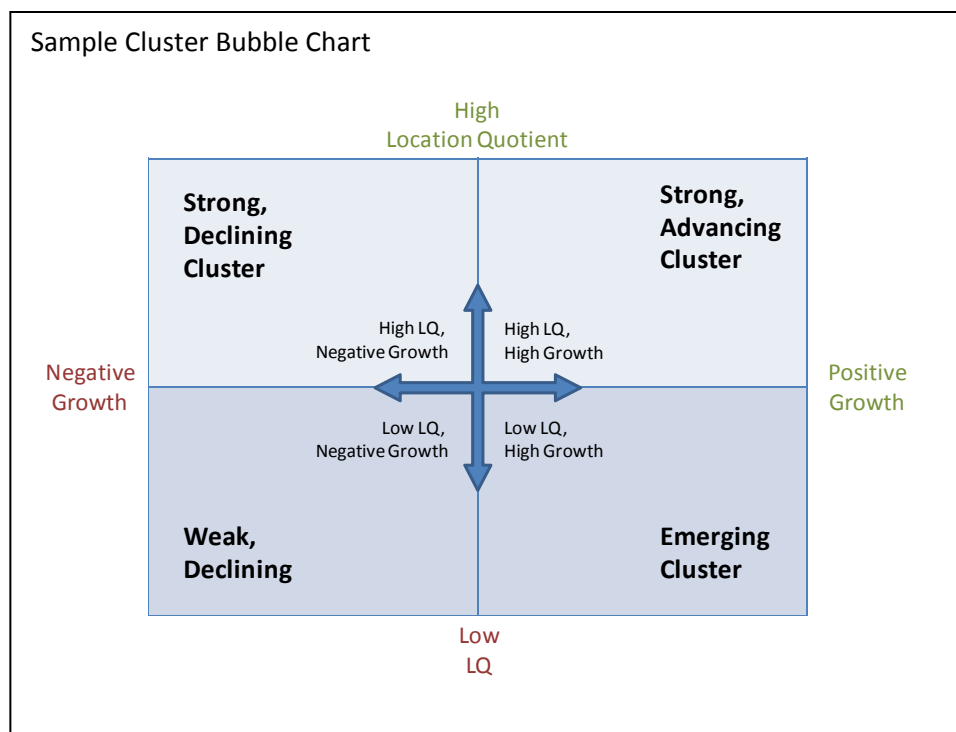 Sample Cluster Bubble Chart
High
Location Quotient
Strong,
Declining
Cluster
Strong,
Advancing
Cluster
High LQ,
Negative Growth
High LQ,
High Growth
Negative
Growth
Positive
Growth
Low LQ,
Negative Growth
Low LQ,
High Growth
Weak,
Declining
Emerging
Cluster
Low
LQ